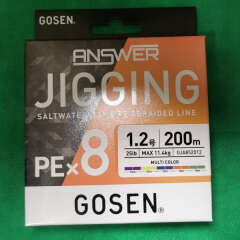 GOSEN.
ANSWER
JIGGING
SALTWATER BRAIDED LINE
PE×8
1.2号 200m
25lb MAX 11.4kg
MULTI COLOR
GOSEN®